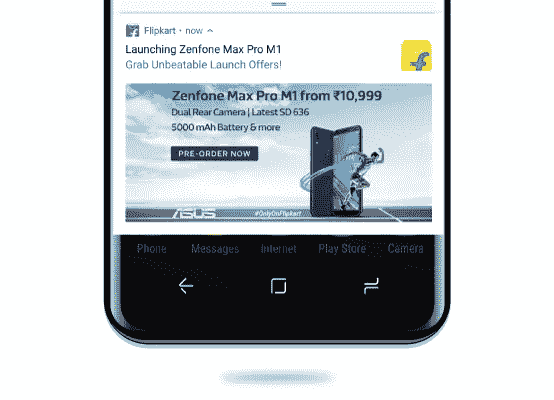 Flipkart • now
Launching Zenfone Max Pro M1
Grab Unbeatable Launch Offers!
Zenfone Max Pro M1 from ₹10,999
Dual Rear Camera | Latest SD 636
5000 mAh Battery & more
PRE-ORDER NOW
ASUS #OnlyOnFlipkart
Phone Messages Internet Play Store Camera